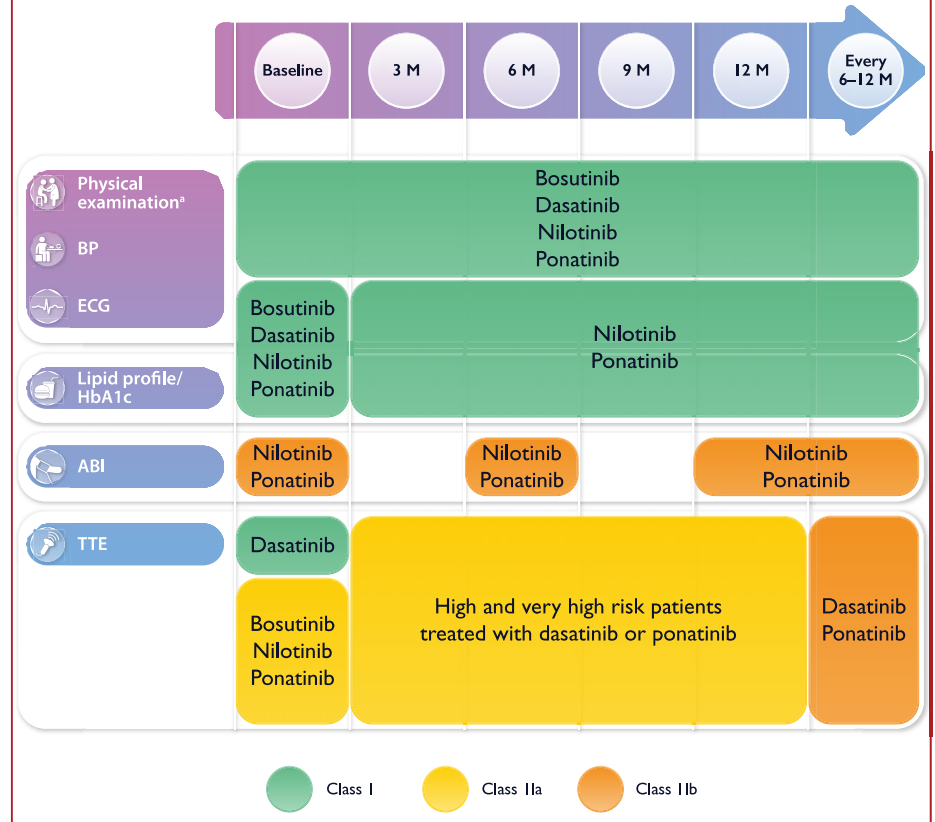 Baseline
3 M
6 M
9 M
12 M
Every
6–12 M
Physical
examinationª
BP
ECG
Bosutinib
Dasatinib
Nilotinib
Ponatinib
Bosutinib
Dasatinib
Nilotinib
Ponatinib
Nilotinib
Ponatinib
Lipid profile/
HbA1c
ABI
Nilotinib
Ponatinib
Nilotinib
Ponatinib
Nilotinib
Ponatinib
TTE
Dasatinib
Bosutinib
Nilotinib
Ponatinib
High and very high risk patients
treated with dasatinib or ponatinib
Dasatinib
Ponatinib
Class I
Class IIa
Class IIb